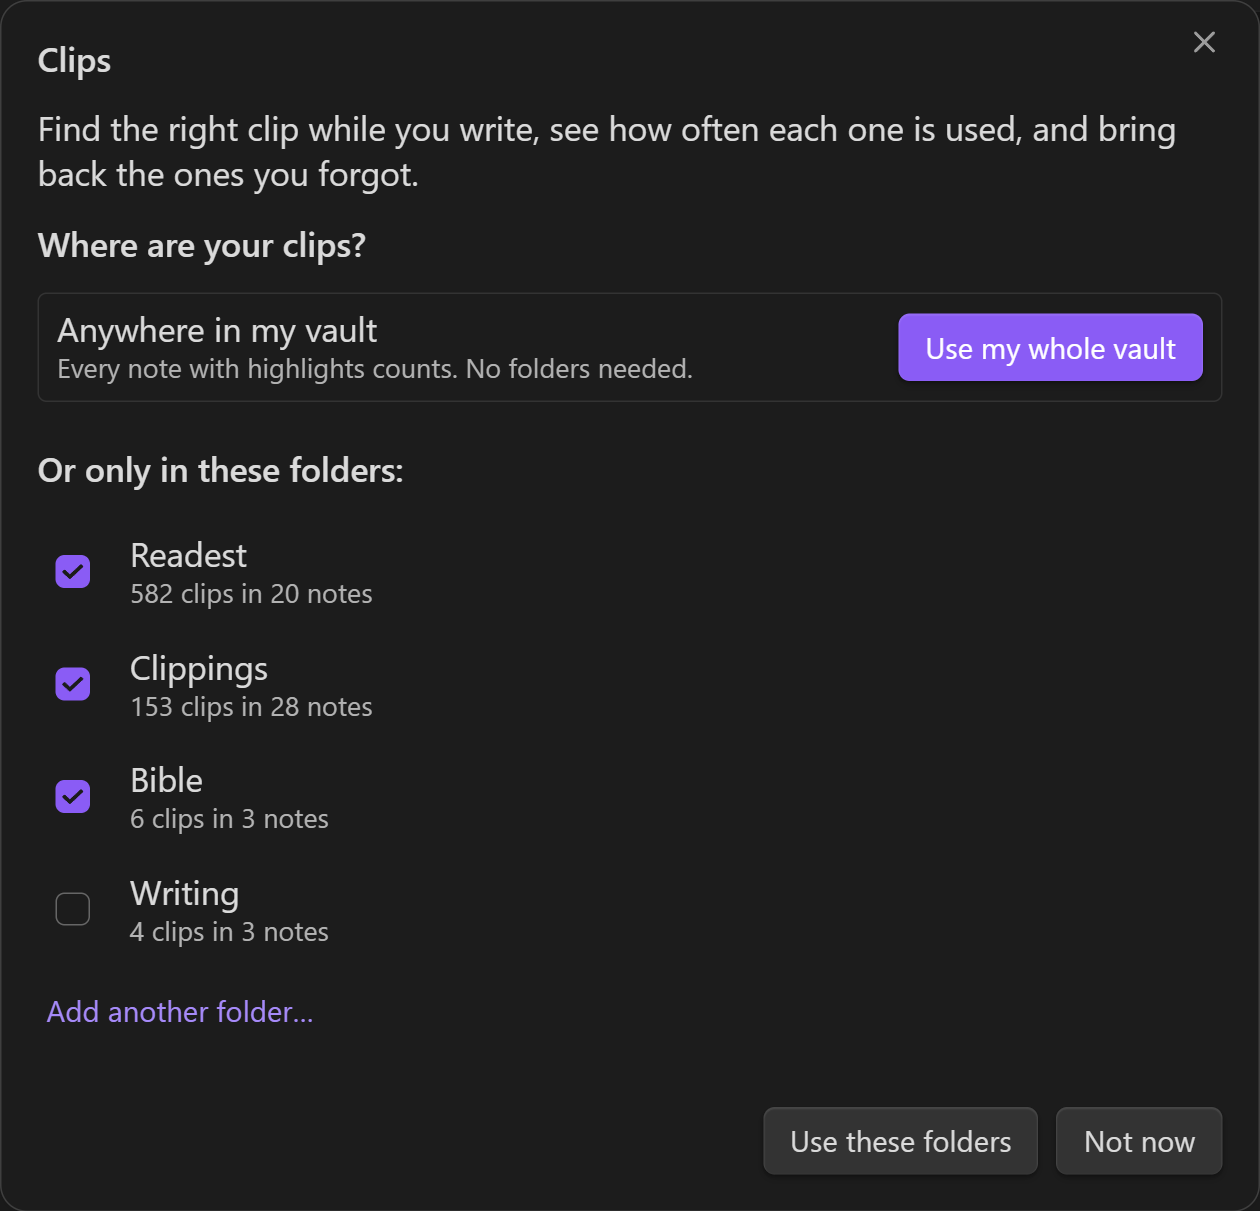 Clips
Find the right clip while you write, see how often each one is used, and bring
back the ones you forgot.
Where are your clips?
Anywhere in my vault
Every note with highlights counts. No folders needed.
Use my whole vault
Or only in these folders:
Readest
582 clips in 20 notes
Clippings
153 clips in 28 notes
Bible
6 clips in 3 notes
Writing
4 clips in 3 notes
Add another folder...
Use these folders
Not now